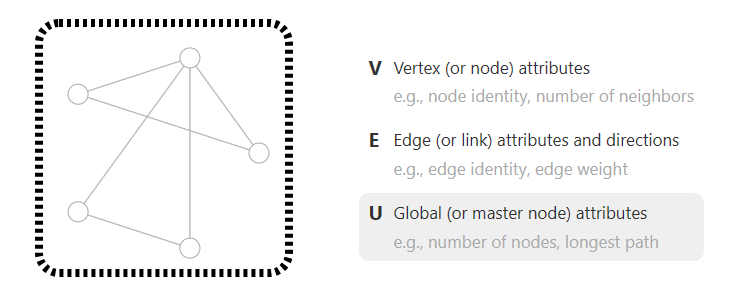 V Vertex (or node) attributes
e.g., node identity, number of neighbors
E Edge (or link) attributes and directions
e.g., edge identity, edge weight
U Global (or master node) attributes
e.g., number of nodes, longest path